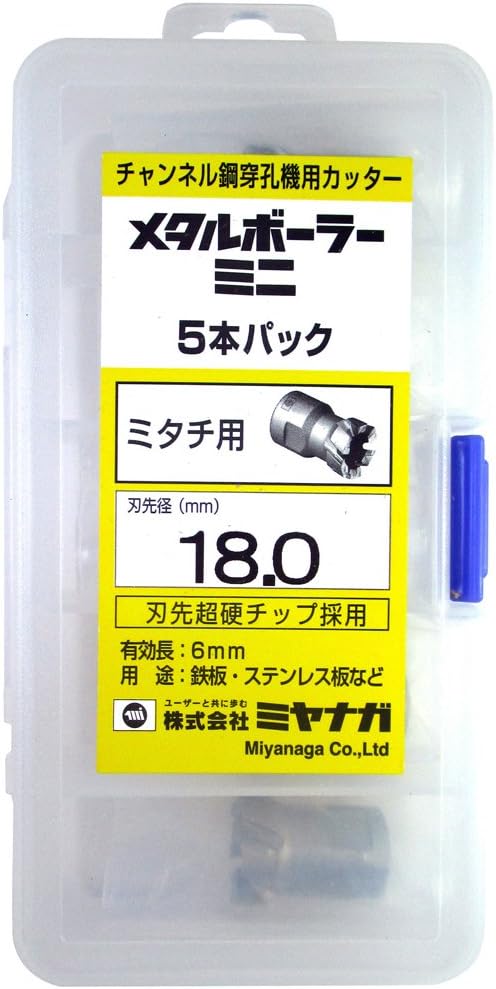 チャンネル鋼穿孔機用カッター
メタルボーラー
ミニ
5本パック
ミタチ用
刃先径(mm)
18.0
刃先超硬チップ採用
有効長:6mm
用 途:鉄板・ステンレス板など
ユーザーと共に歩む
株式会社 ミヤナガ
Miyanaga Co.,Ltd